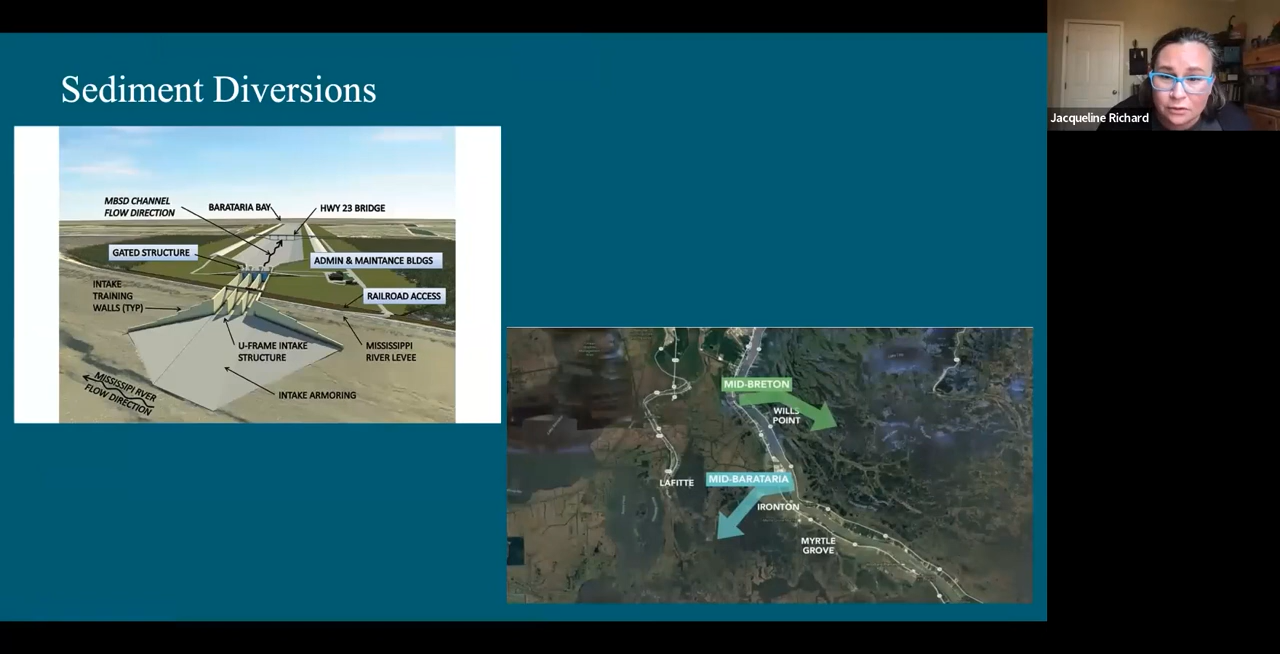 Sediment Diversions
MBSD CHANNEL
FLOW DIRECTION
BARATARIA BAY
HWY 23 BRIDGE
GATED STRUCTURE
ADMIN & MAINTANCE BLDGS
INTAKE
TRAINING
WALLS (TYP)
RAILROAD ACCESS
U-FRAME INTAKE
STRUCTURE
MISSISSIPPI
RIVER LEVEE
MISSISSIPI RIVER
FLOW DIRECTION
INTAKE ARMORING
MID-BRETON
WILLS
POINT
LAFITTE
MID-BARATARIA
IRONTON
MYRTLE
GROVE
Jacqueline Richard